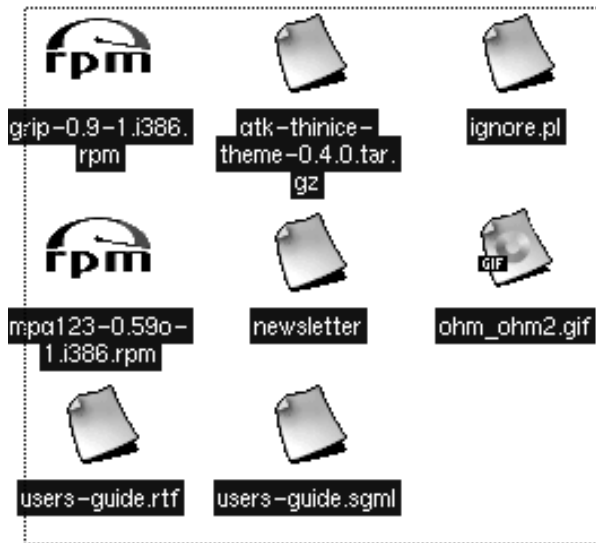 rpm
grip-0.9-1.i386.
rpm
gtk-thinice-
theme-0.4.0.tar.
gz
ignore.pl
rpm
mpg123-0.59o-
1.i386.rpm
newsletter
GIF
ohm_ohm2.gif
users-guide.rtf
users-guide.sgml